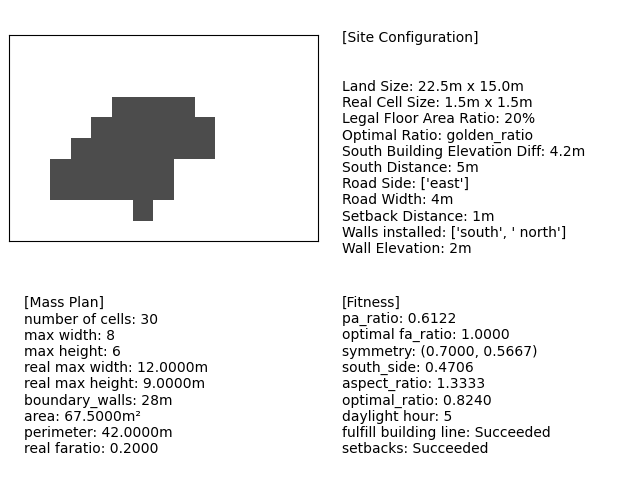 [Site Configuration]
Land Size: 22.5m x 15.0m
Real Cell Size: 1.5m x 1.5m
Legal Floor Area Ratio: 20%
Optimal Ratio: golden_ratio
South Building Elevation Diff: 4.2m
South Distance: 5m
Road Side: ['east']
Road Width: 4m
Setback Distance: 1m
Walls installed: ['south', ' north']
Wall Elevation: 2m
[Mass Plan]
number of cells: 30
max width: 8
max height: 6
real max width: 12.0000m
real max height: 9.0000m
boundary_walls: 28m
area: 67.5000m²
perimeter: 42.0000m
real faratio: 0.2000
[Fitness]
pa_ratio: 0.6122
optimal fa_ratio: 1.0000
symmetry: (0.7000, 0.5667)
south_side: 0.4706
aspect_ratio: 1.3333
optimal_ratio: 0.8240
daylight hour: 5
fulfill building line: Succeeded
setbacks: Succeeded